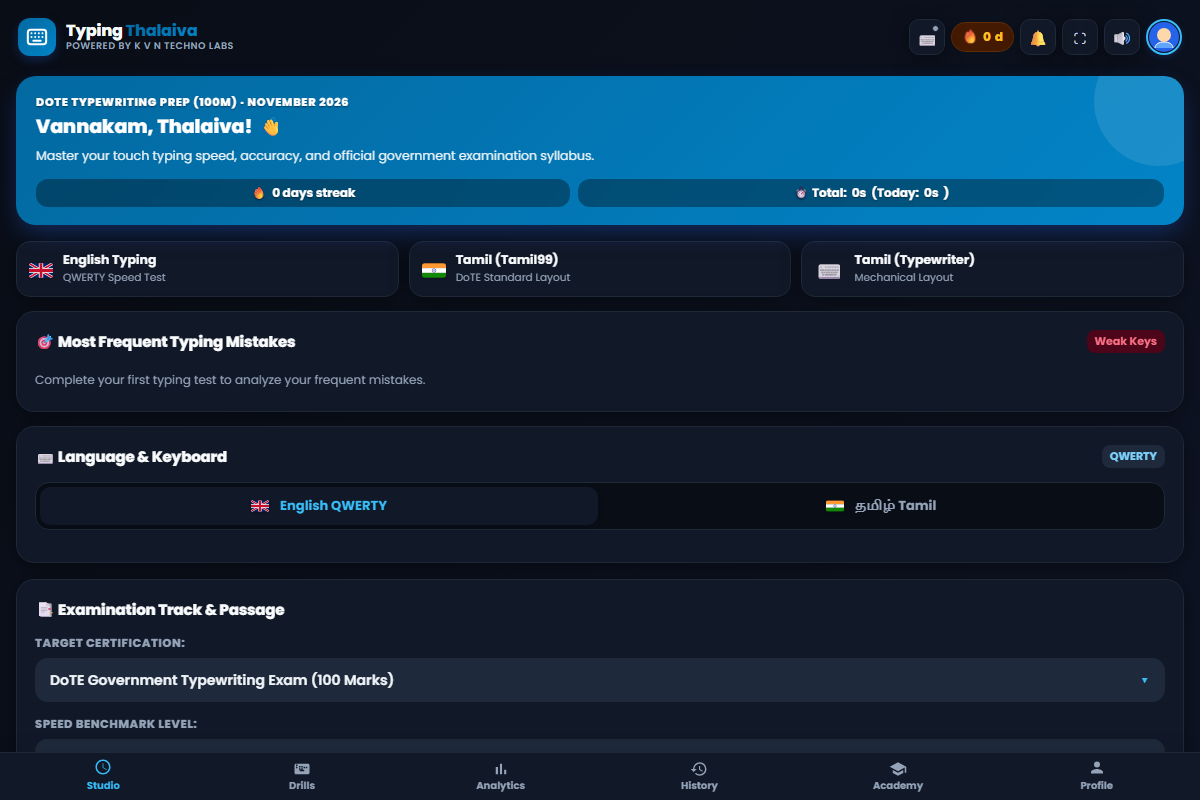 Typing Thalaiva
POWERED BY K V N TECHNO LABS
0 d
DOTE TYPEWRITING PREP (100M) • NOVEMBER 2026
Vannakam, Thalaiva!
Master your touch typing speed, accuracy, and official government examination syllabus.
0 days streak
Total: 0s (Today: 0s )
English Typing
QWERTY Speed Test
Tamil (Tamil99)
DoTE Standard Layout
Tamil (Typewriter)
Mechanical Layout
Most Frequent Typing Mistakes
Weak Keys
Complete your first typing test to analyze your frequent mistakes.
Language & Keyboard
QWERTY
English QWERTY
தமிழ் Tamil
Examination Track & Passage
TARGET CERTIFICATION:
DoTE Government Typewriting Exam (100 Marks)
SPEED BENCHMARK LEVEL:
Studio
Drills
Analytics
History
Academy
Profile